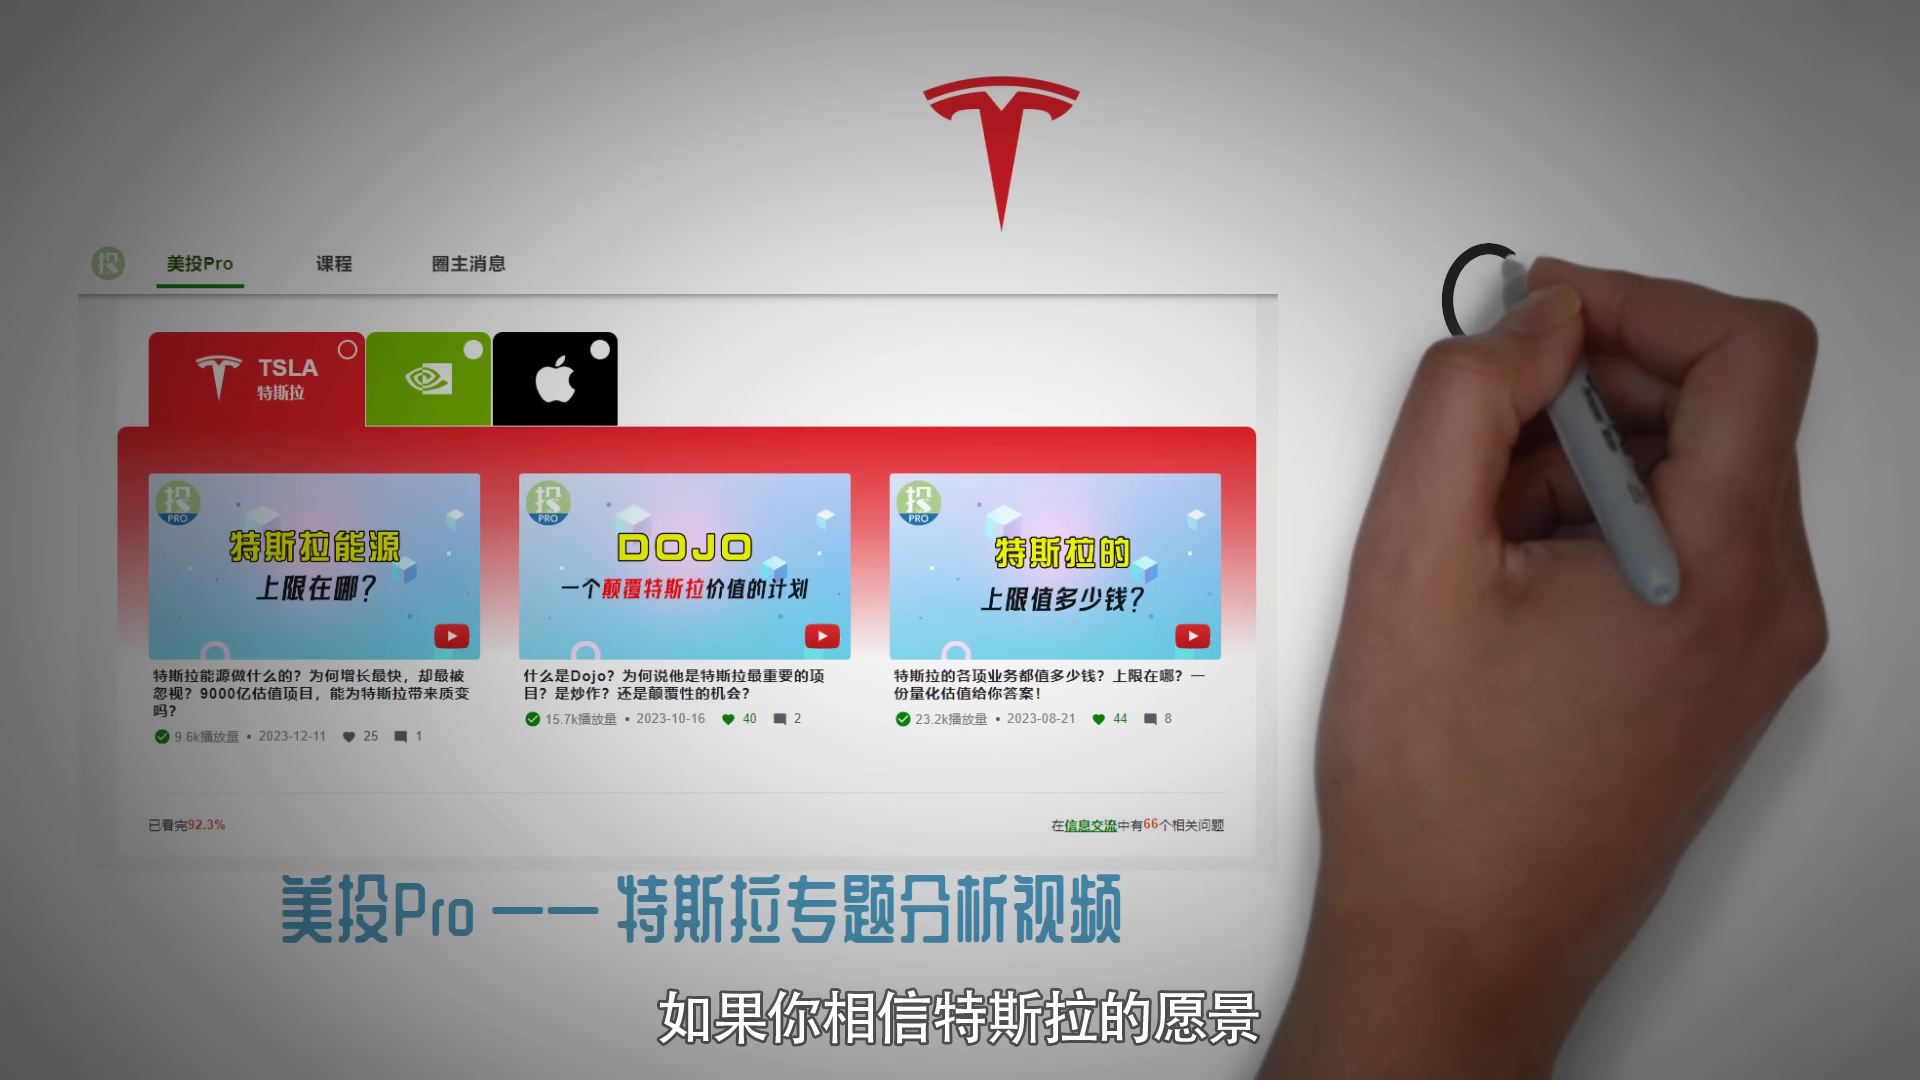 投
美投Pro
课程
圈主消息
TSLA
特斯拉
投
PRO
特斯拉能源
上限在哪？
特斯拉能源做什么的？为何增长最快，却最被
忽视？9000亿估值项目，能为特斯拉带来质变
吗？
9.6k播放量 • 2023-12-11 25 1
投
PRO
DOJO
一个颠覆特斯拉价值的计划
什么是Dojo？为何说他是特斯拉最重要的项
目？是炒作？还是颠覆性的机会？
15.7k播放量 • 2023-10-16 40 2
投
PRO
特斯拉的
上限值多少钱？
特斯拉的各项业务都值多少钱？上限在哪？一
份量化估值给你答案！
23.2k播放量 • 2023-08-21 44 8
已看完92.3%
在信息交流中有66个相关问题
美投Pro —— 特斯拉专题分析视频
如果你相信特斯拉的愿景